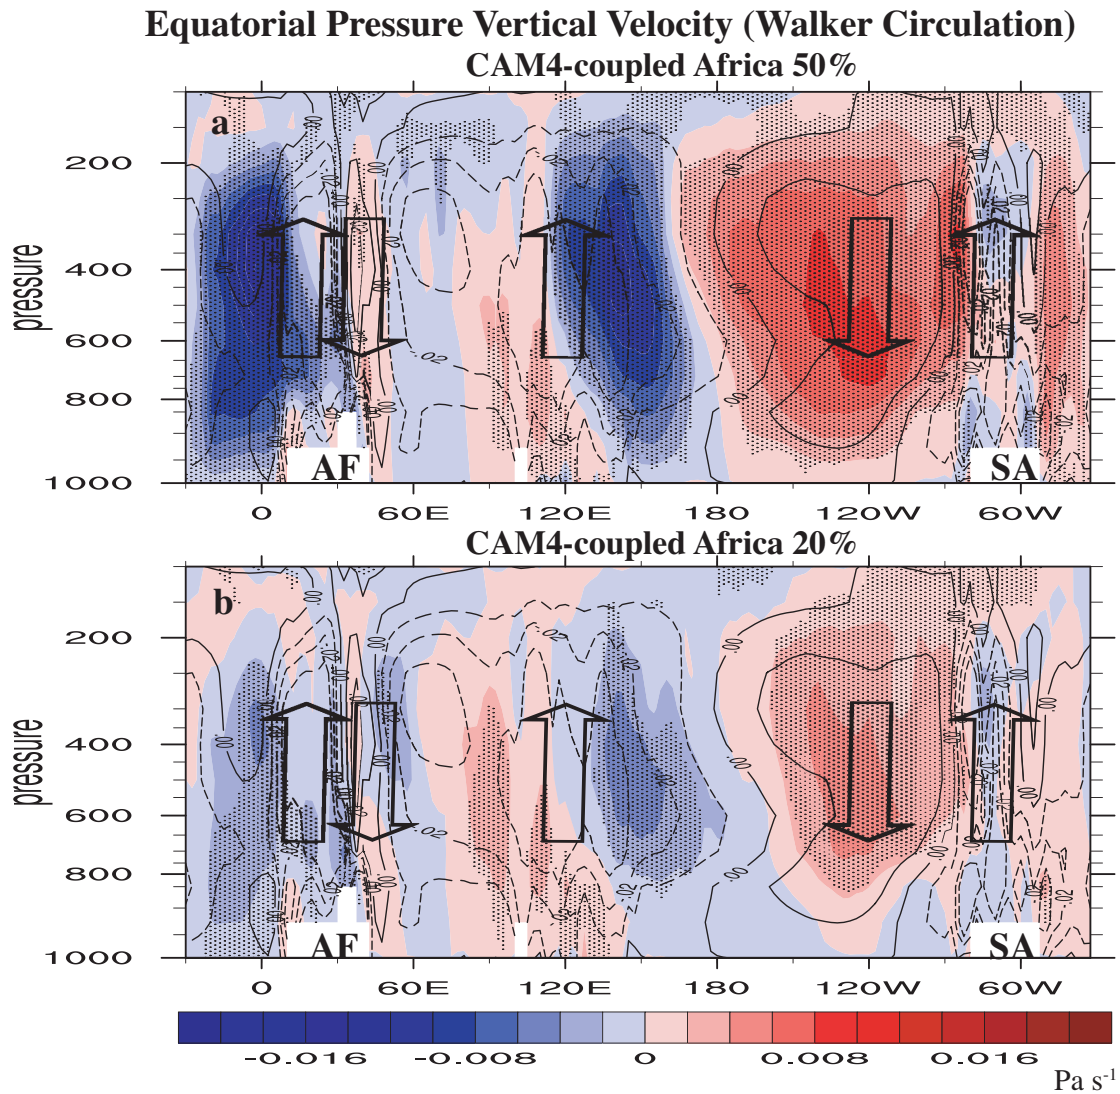 Equatorial Pressure Vertical Velocity (Walker Circulation)
CAM4-coupled Africa 50%
a
pressure
200
400
600
800
1000
.02
AF
SA
0 60E 120E 180 120W 60W
CAM4-coupled Africa 20%
b
pressure
200
400
600
800
1000
.02
AF
SA
0 60E 120E 180 120W 60W
-0.016 -0.008 0 0.008 0.016
Pa s-1